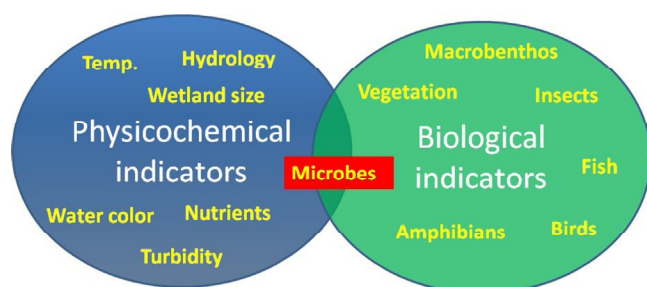 Temp.
Hydrology
Wetland size
Physicochemical
indicators
Water color
Nutrients
Turbidity
Microbes
Macrobenthos
Vegetation
Insects
Biological
indicators
Fish
Amphibians
Birds